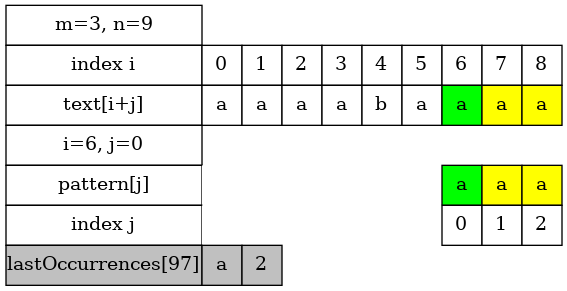 m=3, n=9
index i 0 1 2 3 4 5 6 7 8
text[i+j] a a a a b a a a a
i=6, j=0
pattern[j] a a a
index j 0 1 2
lastOccurrences[97] a 2